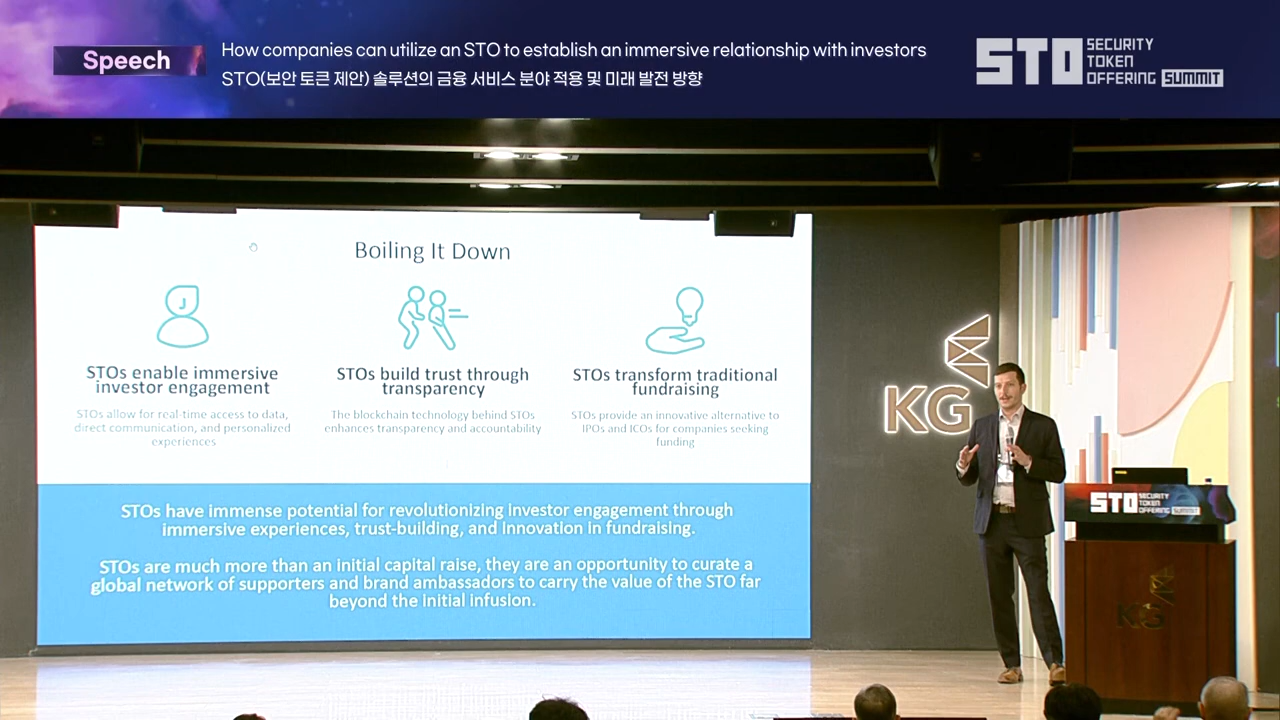 Speech
How companies can utilize an STO to establish an immersive relationship with investors
STO(보안 토큰 제안) 솔루션의 금융 서비스 분야 적용 및 미래 발전 방향
STO SECURITY
TOKEN
OFFERING SUMMIT
Boiling It Down
J
STOs enable immersive
investor engagement
STOs allow for real-time access to data,
direct communication, and personalized
experiences
STOs build trust through
transparency
The blockchain technology behind STOs
enhances transparency and accountability
STOs transform traditional
fundraising
STOs provide an innovative alternative to
IPOs and ICOs for companies seeking
funding
STOs have immense potential for revolutionizing investor engagement through
immersive experiences, trust-building, and innovation in fundraising.
STOs are much more than an initial capital raise, they are an opportunity to curate a
global network of supporters and brand ambassadors to carry the value of the STO far
beyond the initial infusion.
KG
STO SECURITY
TOKEN
OFFERING SUMMIT
KG